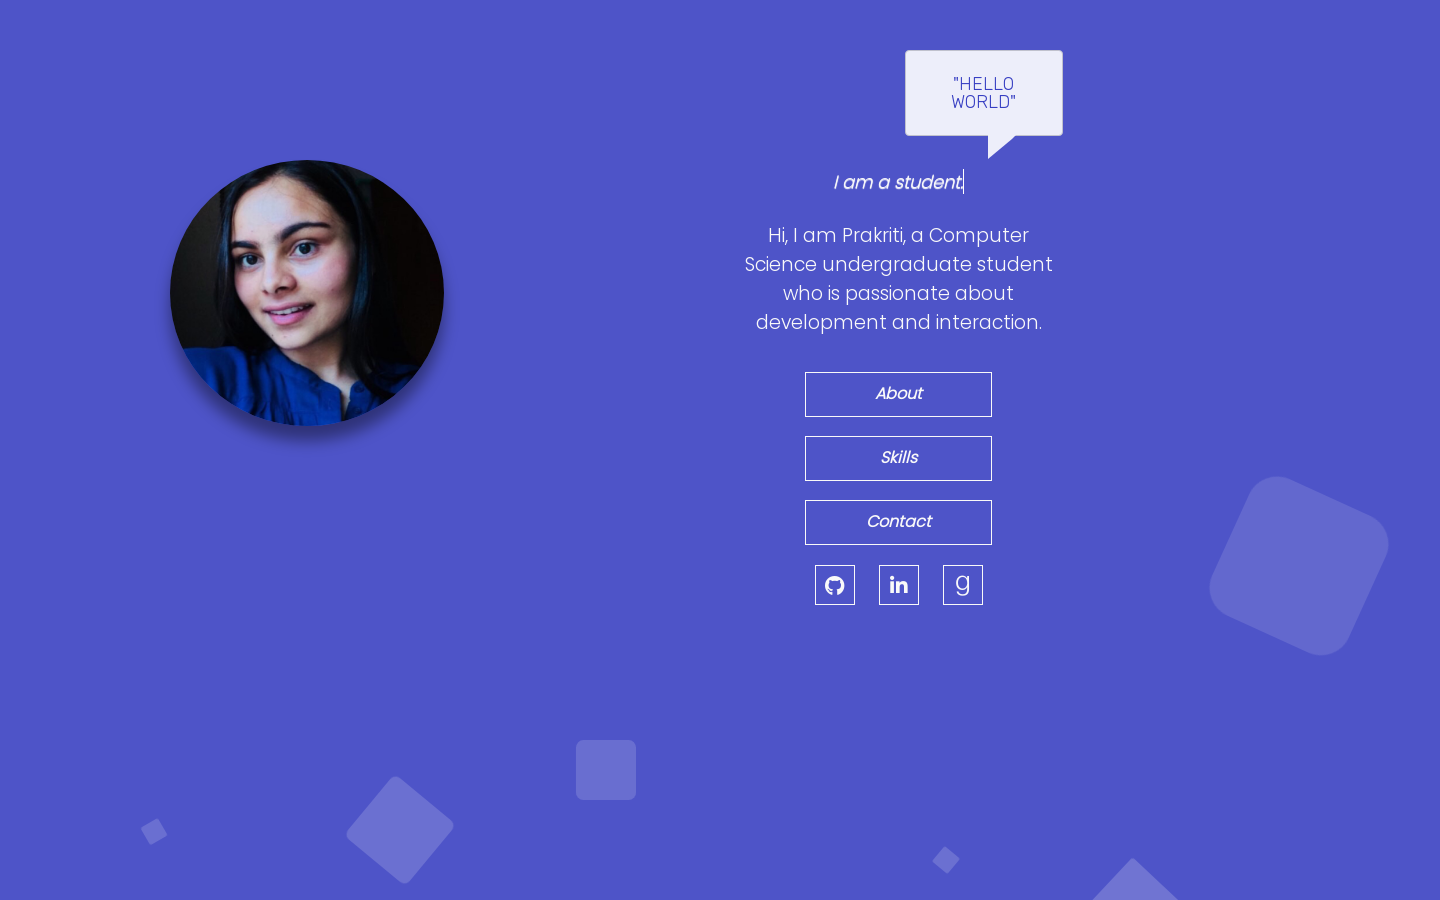 "HELLO
WORLD"
I am a student.
Hi, I am Prakriti, a Computer
Science undergraduate student
who is passionate about
development and interaction.
About
Skills
Contact
in
g